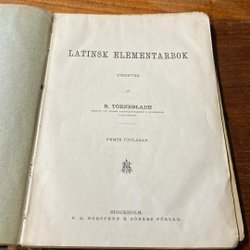 LATINSK ELEMENTARBOK
UTGIFVEN
AF
R. TÖRNEBLADH
FEMTE UPPLAGAN.
STOCKHOLM,
P. A. NORSTEDT & SÖNERS FÖRLAG.